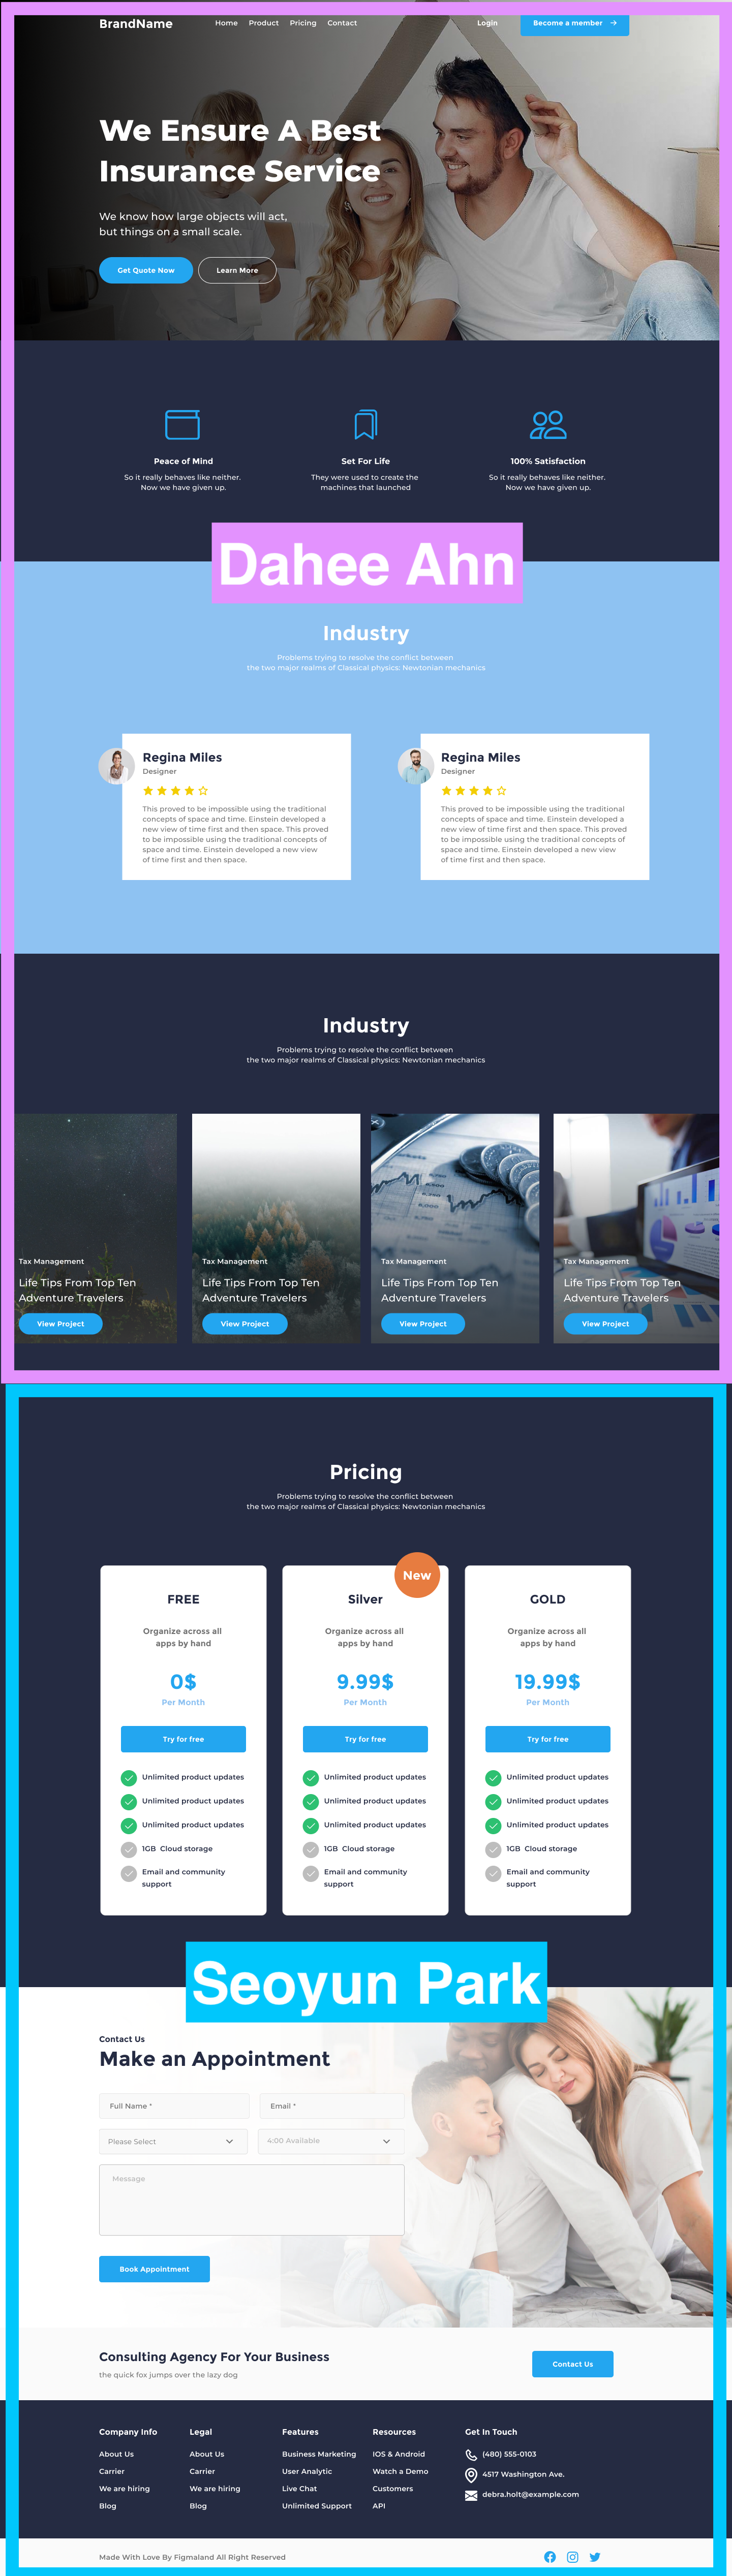 BrandName
Home Product Pricing Contact
Login
Become a member
We Ensure A Best
Insurance Service
We know how large objects will act,
but things on a small scale.
Get Quote Now
Learn More
Peace of Mind
So it really behaves like neither.
Now we have given up.
Set For Life
They were used to create the
machines that launched
100% Satisfaction
So it really behaves like neither.
Now we have given up.
Dahee Ahn
Industry
Problems trying to resolve the conflict between
the two major realms of Classical physics: Newtonian mechanics
Regina Miles
Designer
This proved to be impossible using the traditional
concepts of space and time. Einstein developed a
new view of time first and then space. This proved
to be impossible using the traditional concepts of
space and time. Einstein developed a new view
of time first and then space.
Regina Miles
Designer
This proved to be impossible using the traditional
concepts of space and time. Einstein developed a
new view of time first and then space. This proved
to be impossible using the traditional concepts of
space and time. Einstein developed a new view
of time first and then space.
Industry
Problems trying to resolve the conflict between
the two major realms of Classical physics: Newtonian mechanics
Tax Management
Life Tips From Top Ten
Adventure Travelers
View Project
Tax Management
Life Tips From Top Ten
Adventure Travelers
View Project
Tax Management
Life Tips From Top Ten
Adventure Travelers
View Project
Tax Management
Life Tips From Top Ten
Adventure Travelers
View Project
Pricing
Problems trying to resolve the conflict between
the two major realms of Classical physics: Newtonian mechanics
FREE
Organize across all
apps by hand
0$
Per Month
Try for free
Unlimited product updates
Unlimited product updates
Unlimited product updates
1GB Cloud storage
Email and community
support
New
Silver
Organize across all
apps by hand
9.99$
Per Month
Try for free
Unlimited product updates
Unlimited product updates
Unlimited product updates
1GB Cloud storage
Email and community
support
GOLD
Organize across all
apps by hand
19.99$
Per Month
Try for free
Unlimited product updates
Unlimited product updates
Unlimited product updates
1GB Cloud storage
Email and community
support
Seoyun Park
Contact Us
Make an Appointment
Full Name *
Email *
Please Select
4:00 Available
Message
Book Appointment
Consulting Agency For Your Business
the quick fox jumps over the lazy dog
Contact Us
Company Info
About Us
Carrier
We are hiring
Blog
Legal
About Us
Carrier
We are hiring
Blog
Features
Business Marketing
User Analytic
Live Chat
Unlimited Support
Resources
IOS & Android
Watch a Demo
Customers
API
Get In Touch
(480) 555-0103
4517 Washington Ave.
debra.holt@example.com
Made With Love By Figmaland All Right Reserved